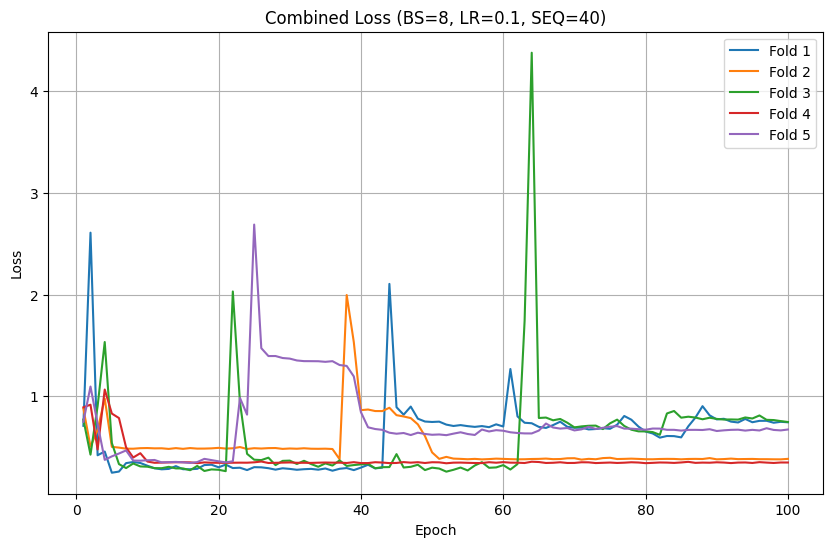 Combined Loss (BS=8, LR=0.1, SEQ=40)
Fold 1
Fold 2
Fold 3
Fold 4
Fold 5
4
3
2
1
Loss
0
20
40
60
80
100
Epoch